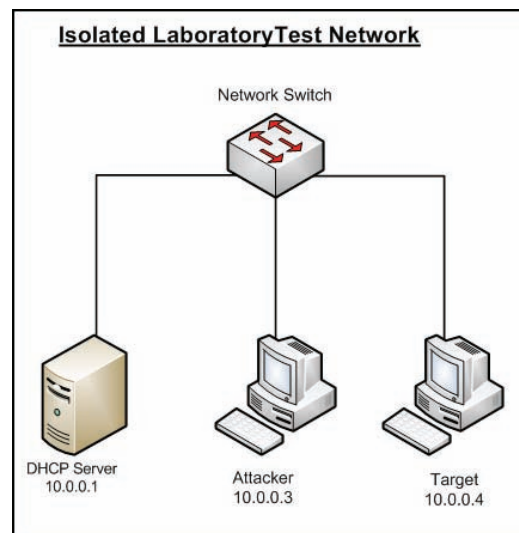 Isolated LaboratoryTest Network
Network Switch
DHCP Server
10.0.0.1
Attacker
10.0.0.3
Target
10.0.0.4